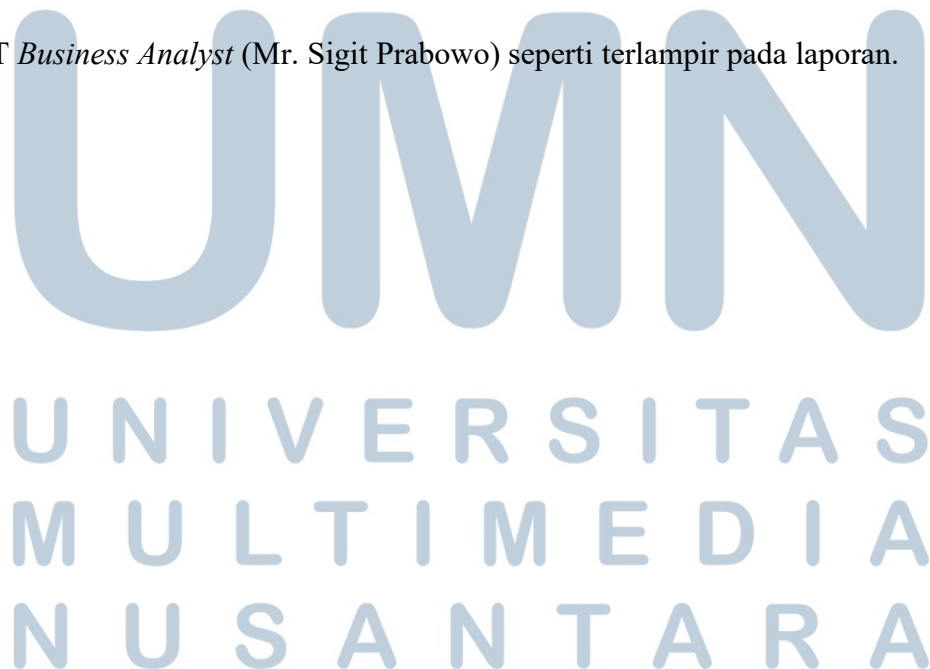 T Business Analyst (Mr. Sigit Prabowo) seperti terlampir pada laporan.
UMN
UNIVERSITAS
MULTIMEDIA
NUSANTARA